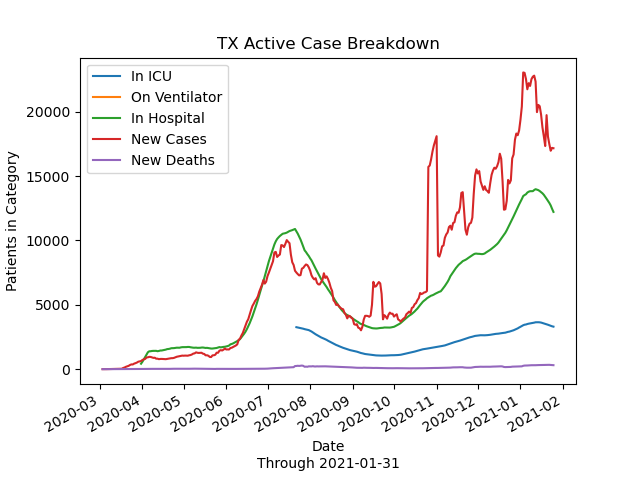 TX Active Case Breakdown
In ICU
On Ventilator
In Hospital
New Cases
New Deaths
Patients in Category
20000
15000
10000
5000
0
2020-03
2020-04
2020-05
2020-06
2020-07
2020-08
2020-09
2020-10
2020-11
2020-12
2021-01
2021-02
Date
Through 2021-01-31